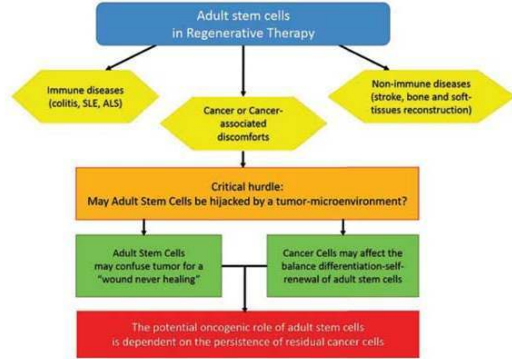 Adult stem cells
in Regenerative Therapy
Immune diseases
(colitis, SLE, ALS)
Non-immune diseases
(stroke, bone and soft-
tissues reconstruction)
Cancer or Cancer-
associated
discomforts
Critical hurdle:
May Adult Stem Cells be hijacked by a tumor-microenvironment?
Adult Stem Cells
may confuse tumor for a
"wound never healing"
Cancer Cells may affect the
balance differentiation-self-
renewal of adult stem cells
The potential oncogenic role of adult stem cells
is dependent on the persistence of residual cancer cells